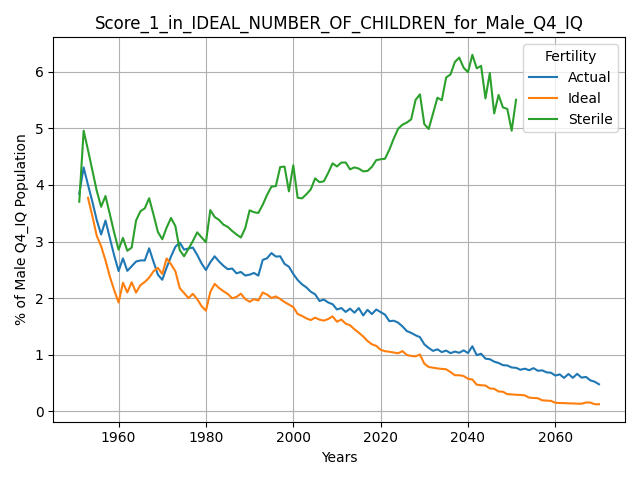 Score_1_in_IDEAL_NUMBER_OF_CHILDREN_for_Male_Q4_IQ
Fertility
Actual
Ideal
Sterile
% of Male Q4_IQ Population
6
5
4
3
2
1
0
1960 1980 2000 2020 2040 2060
Years